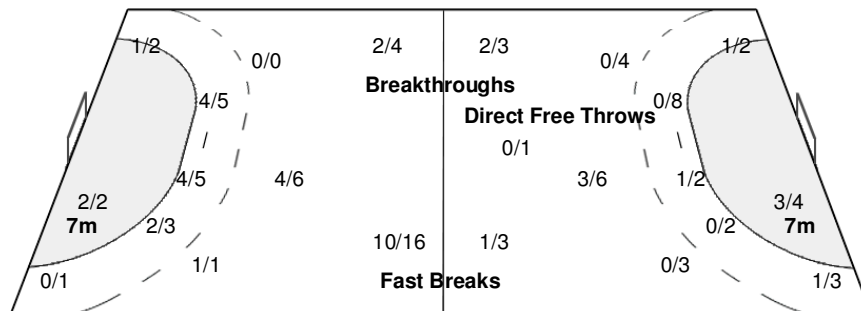 1/2 2/4 2/3 1/2
0/0 0/4
Breakthroughs
4/5 0/8
Direct Free Throws
0/1
4/5 4/6 3/6 1/2
2/2 3/4
7m 2/3 0/2 7m
10/16 1/3
0/1 1/1 0/3 1/3
Fast Breaks